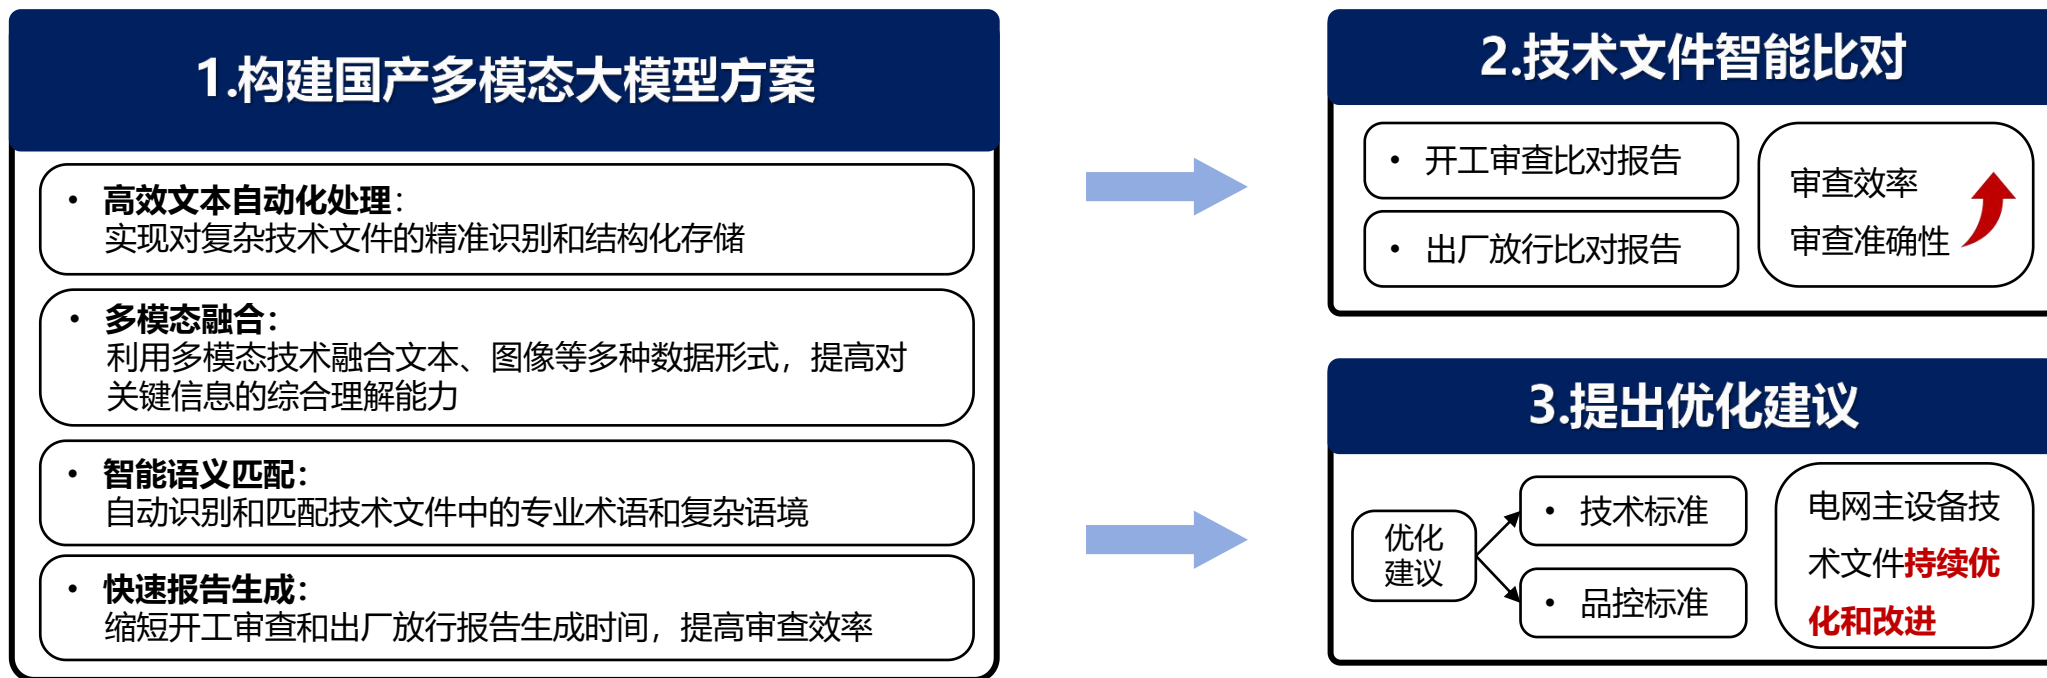 1.构建国产多模态大模型方案
• 高效文本自动化处理：
实现对复杂技术文件的精准识别和结构化存储
• 多模态融合：
利用多模态技术融合文本、图像等多种数据形式，提高对
关键信息的综合理解能力
• 智能语义匹配：
自动识别和匹配技术文件中的专业术语和复杂语境
• 快速报告生成：
缩短开工审查和出厂放行报告生成时间，提高审查效率
2.技术文件智能比对
• 开工审查比对报告
• 出厂放行比对报告
审查效率
审查准确性
3.提出优化建议
优化
建议
• 技术标准
• 品控标准
电网主设备技
术文件持续优
化和改进